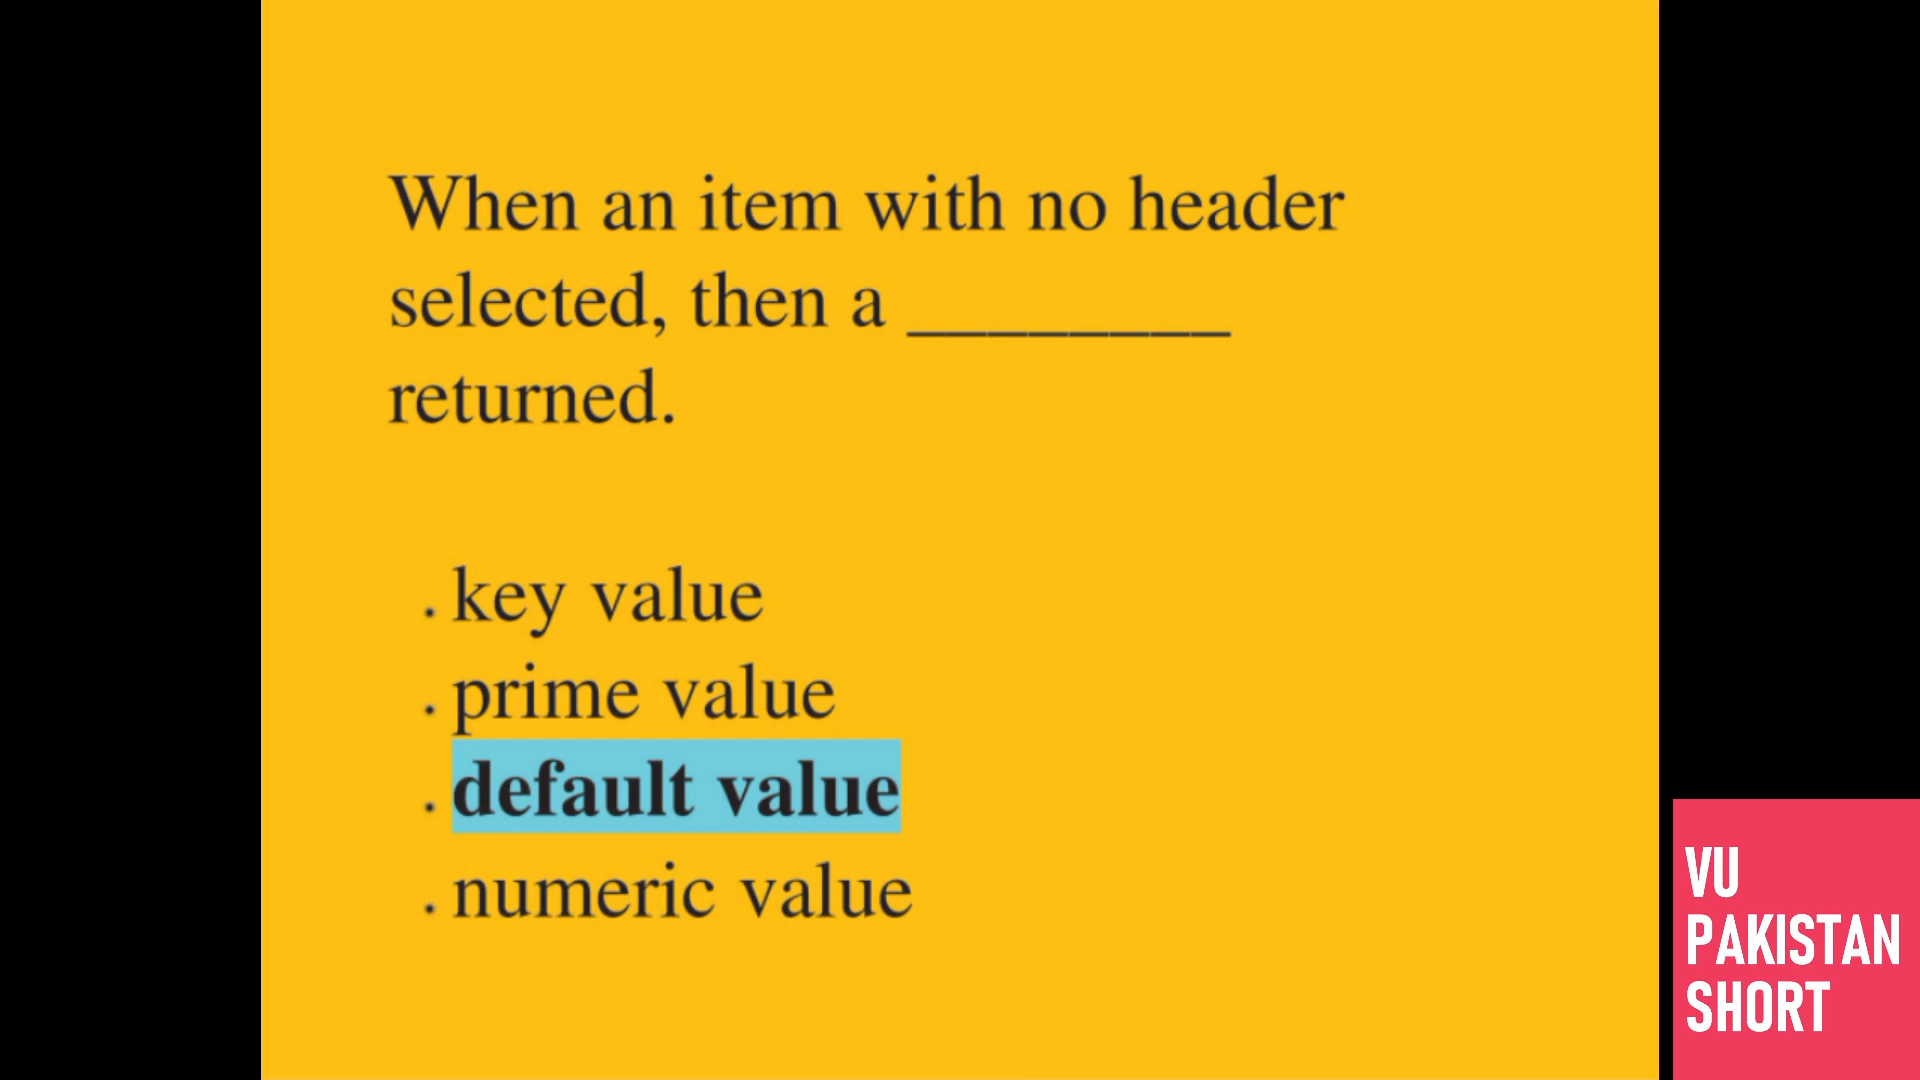 When an item with no header
selected, then a ________
returned.
. key value
. prime value
. default value
. numeric value
VU
PAKISTAN
SHORT